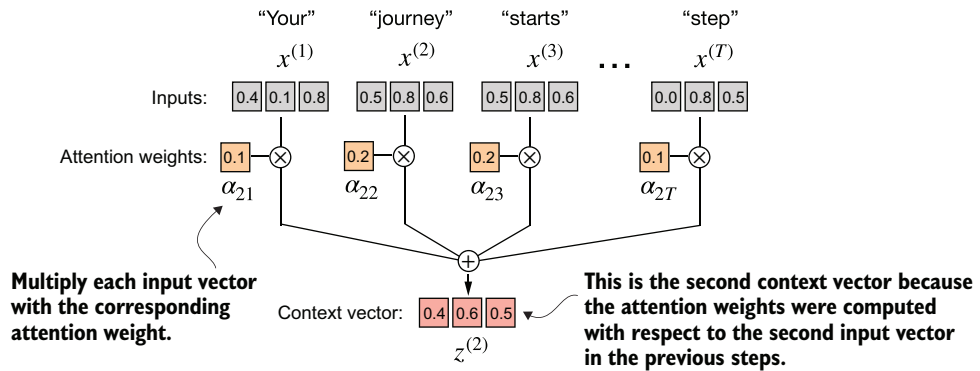 “Your” “journey” “starts” “step”
x(1) x(2) x(3) ... x(T)
Inputs: 0.4 0.1 0.8 0.5 0.8 0.6 0.5 0.8 0.6 0.0 0.8 0.5
Attention weights: 0.1 0.2 0.2 0.1
α21 α22 α23 α2T
Multiply each input vector
with the corresponding
attention weight.
Context vector: 0.4 0.6 0.5
z(2)
This is the second context vector because
the attention weights were computed
with respect to the second input vector
in the previous steps.